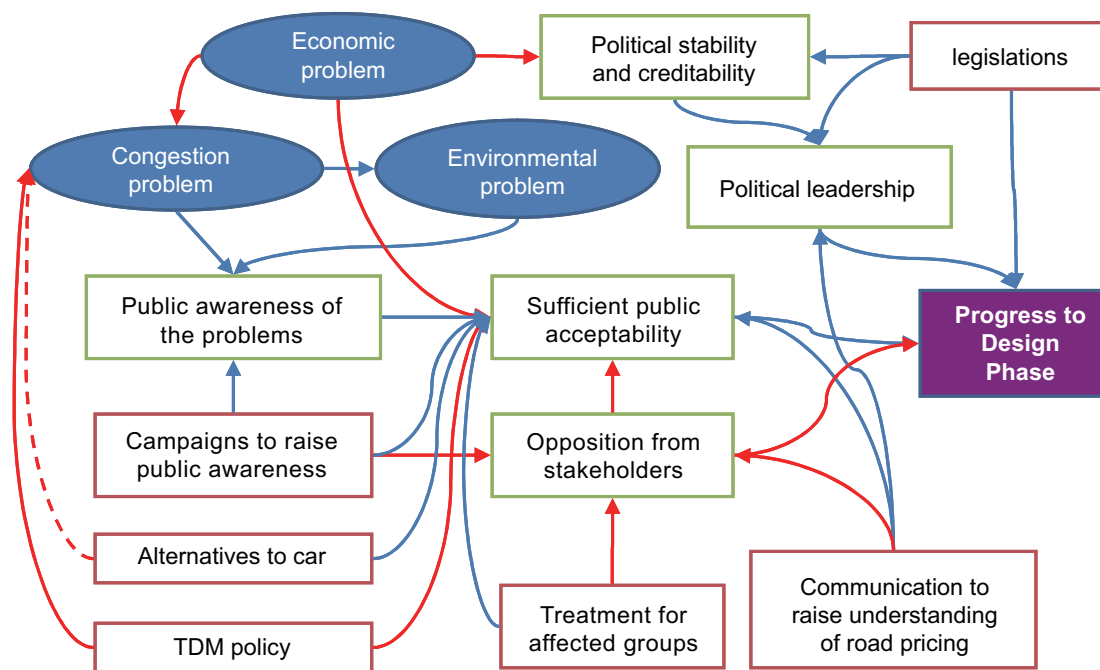 Economic
problem
Political stability
and creditability
legislations
Congestion
problem
Environmental
problem
Political leadership
Public awareness of
the problems
Sufficient public
acceptability
Progress to
Design
Phase
Campaigns to raise
public awareness
Opposition from
stakeholders
Alternatives to car
Treatment for
affected groups
Communication to
raise understanding
of road pricing
TDM policy